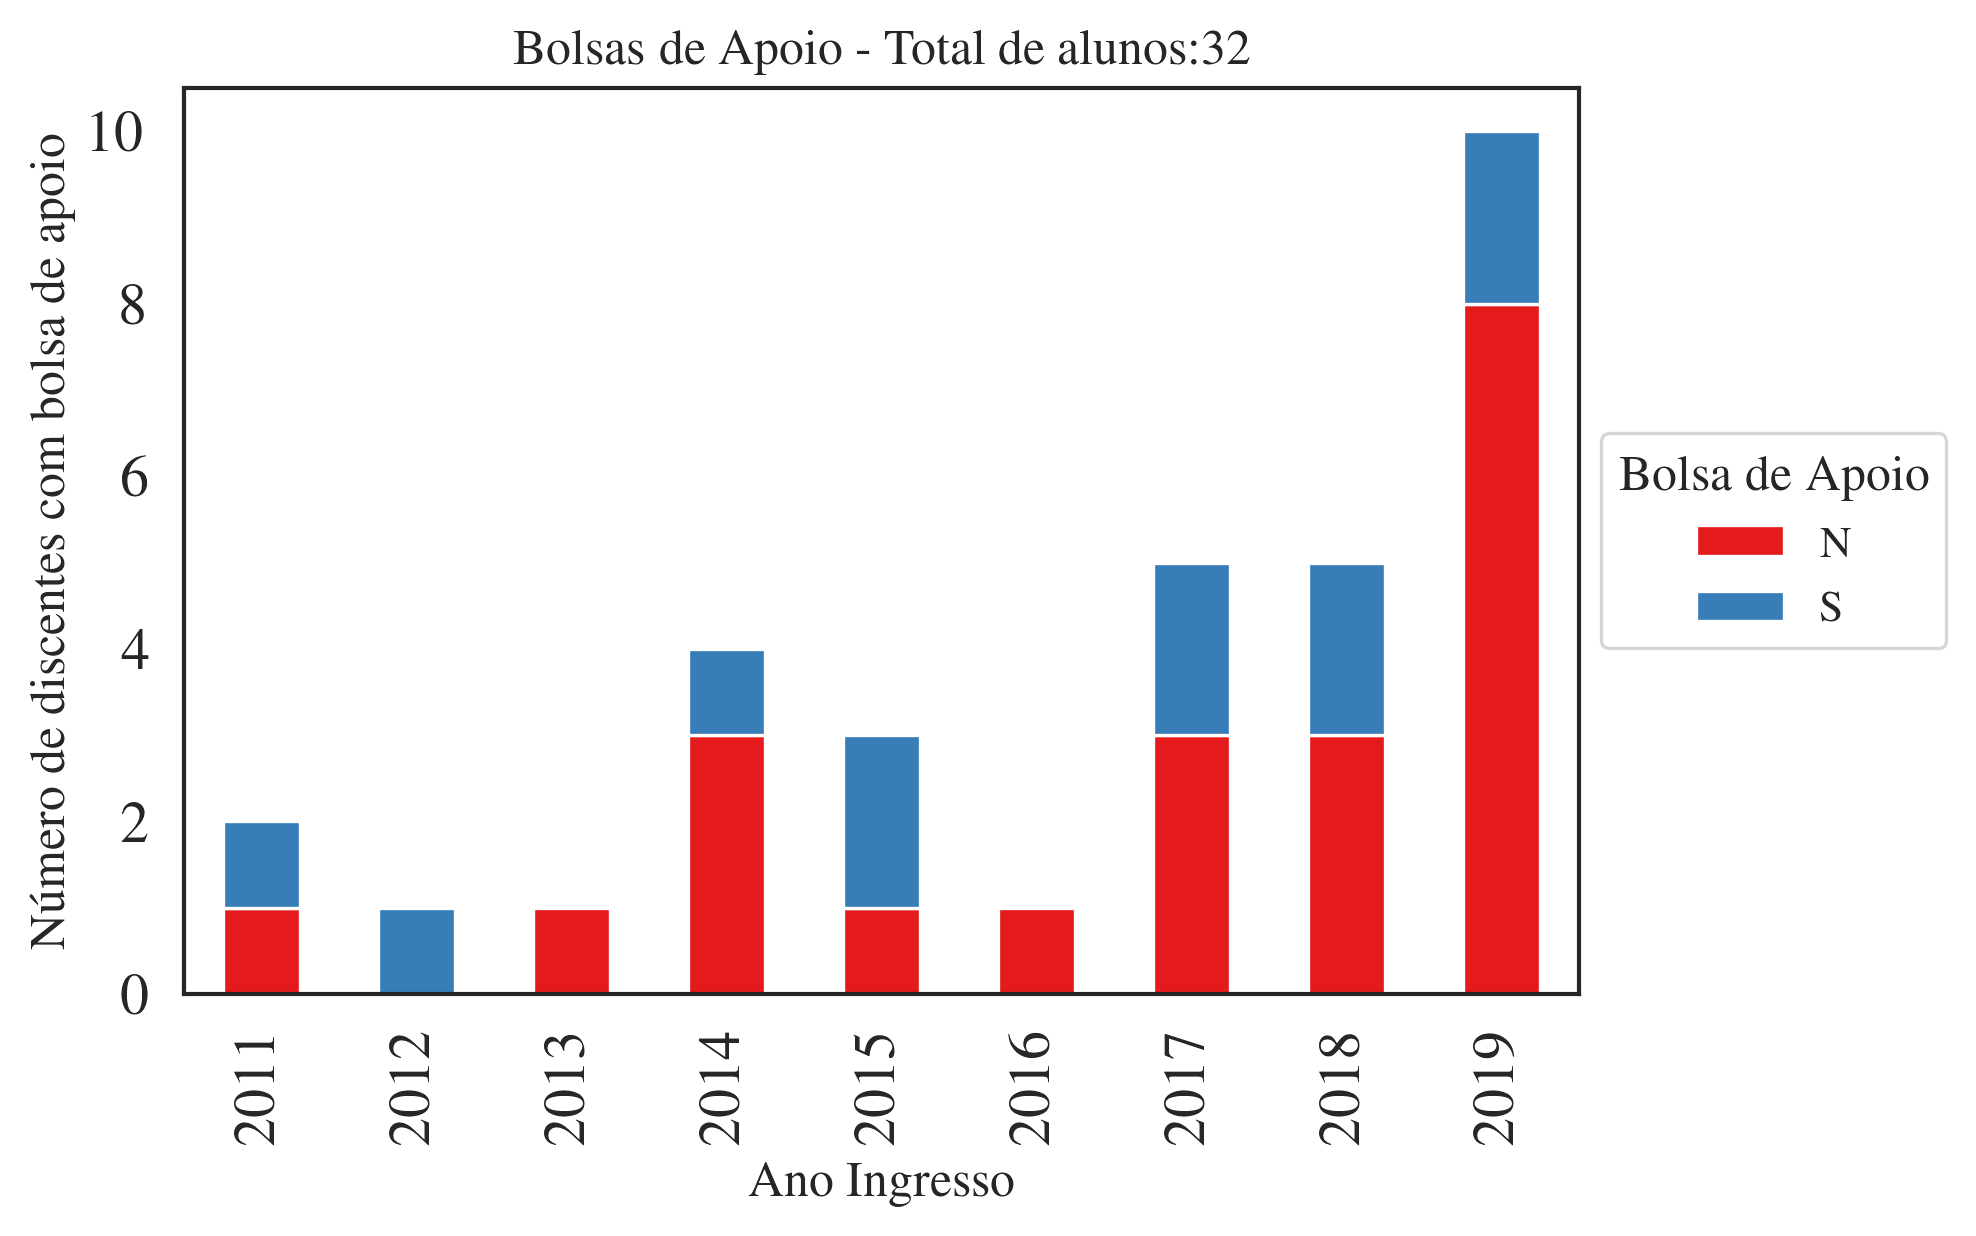 Bolsas de Apoio - Total de alunos:32
Número de discentes com bolsa de apoio
10
8
6
4
2
0
2011
2012
2013
2014
2015
2016
2017
2018
2019
Ano Ingresso
Bolsa de Apoio
N
S